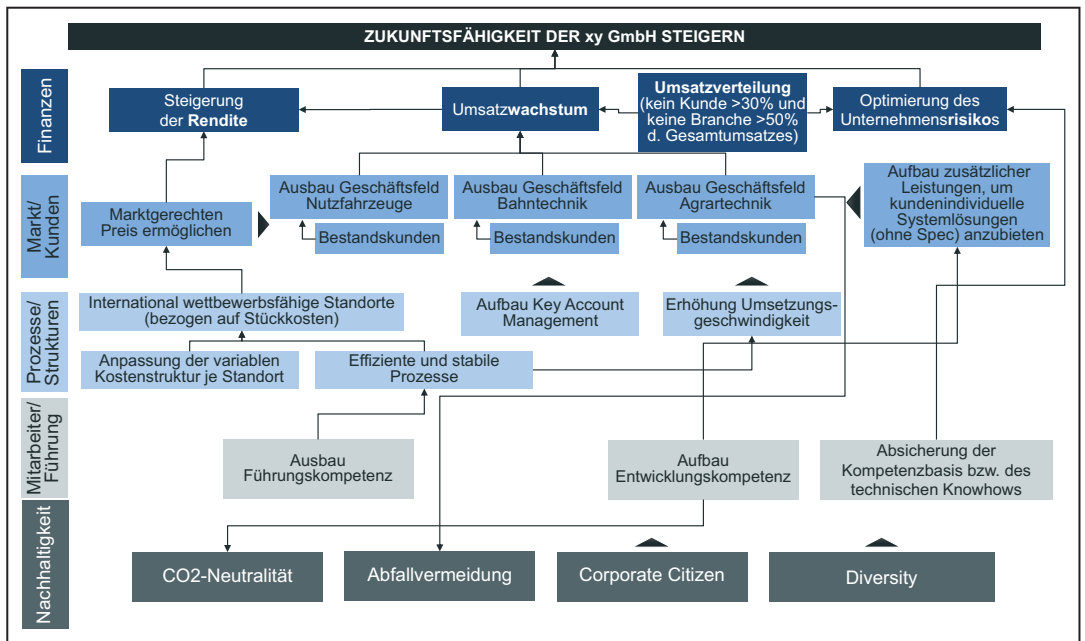 ZUKUNFTSFÄHIGKEIT DER xy GmbH STEIGERN
Finanzen
Steigerung
der Rendite
Umsatzwachstum
Umsatzverteilung
(kein Kunde >30% und
keine Branche >50%
d. Gesamtumsatzes)
Optimierung des
Unternehmensrisikos
Markt/
Kunden
Marktgerechten
Preis ermöglichen
Ausbau Geschäftsfeld
Nutzfahrzeuge
Bestandskunden
Ausbau Geschäftsfeld
Bahntechnik
Bestandskunden
Ausbau Geschäftsfeld
Agrartechnik
Bestandskunden
Aufbau zusätzlicher
Leistungen, um
kundenindividuelle
Systemlösungen
(ohne Spec) anzubieten
Prozesse/
Strukturen
International wettbewerbsfähige Standorte
(bezogen auf Stückkosten)
Aufbau Key Account
Management
Erhöhung Umsetzungs-
geschwindigkeit
Anpassung der variablen
Kostenstruktur je Standort
Effiziente und stabile
Prozesse
Mitarbeiter/
Führung
Ausbau
Führungskompetenz
Aufbau
Entwicklungskompetenz
Absicherung der
Kompetenzbasis bzw. des
technischen Knowhows
Nachhaltigkeit
CO2-Neutralität
Abfallvermeidung
Corporate Citizen
Diversity